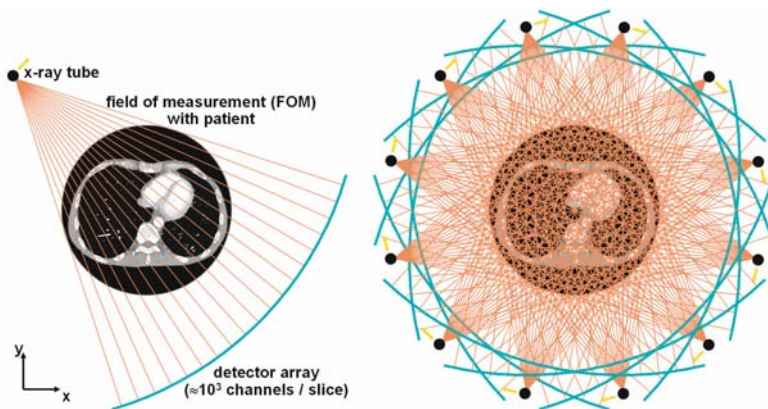 x-ray tube
field of measurement (FOM)
with patient
y
x
detector array
(≈10³ channels / slice)